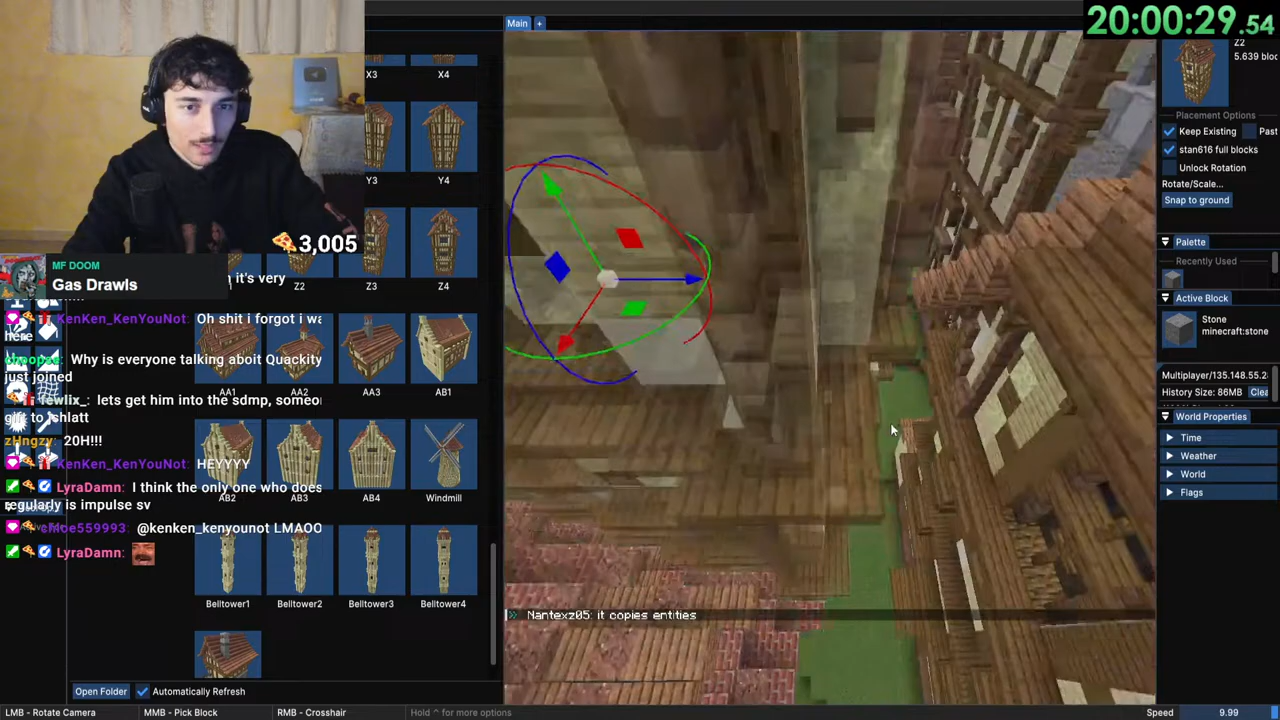 20:00:29.54
Main +
X3 X4
Y3 Y4
Z2 Z3 Z4
AA1 AA2 AA3 AB1
AB2 AB3 AB4 Windmill
Belltower1 Belltower2 Belltower3 Belltower4
3,005
MF DOOM
Gas Drawls
it's very
KenKen_KenYouNot: Oh shit i forgot i wa
here
choopse: Why is everyone talking aboit Quackity
just joined
fewlix_: lets get him into the sdmp, someo
gift to jshlatt
zHngzy: 20H!!!
KenKen_KenYouNot: HEYYYY
LyraDamn: I think the only one who does
regularly is impulse sv
cMoe559993: @kenken_kenyounot LMAOO
LyraDamn:
Nantexz05: it copies entities
Open Folder Automatically Refresh
LMB - Rotate Camera MMB - Pick Block RMB - Crosshair Hold ^ for more options
Speed 9.99
Z2
5.639 bloc
Placement Options
Keep Existing Past
stan616 full blocks
Unlock Rotation
Rotate/Scale...
Snap to ground
Palette
Recently Used
Active Block
Stone
minecraft:stone
Multiplayer/135.148.55.2
History Size: 86MB Clea
World Properties
Time
Weather
World
Flags